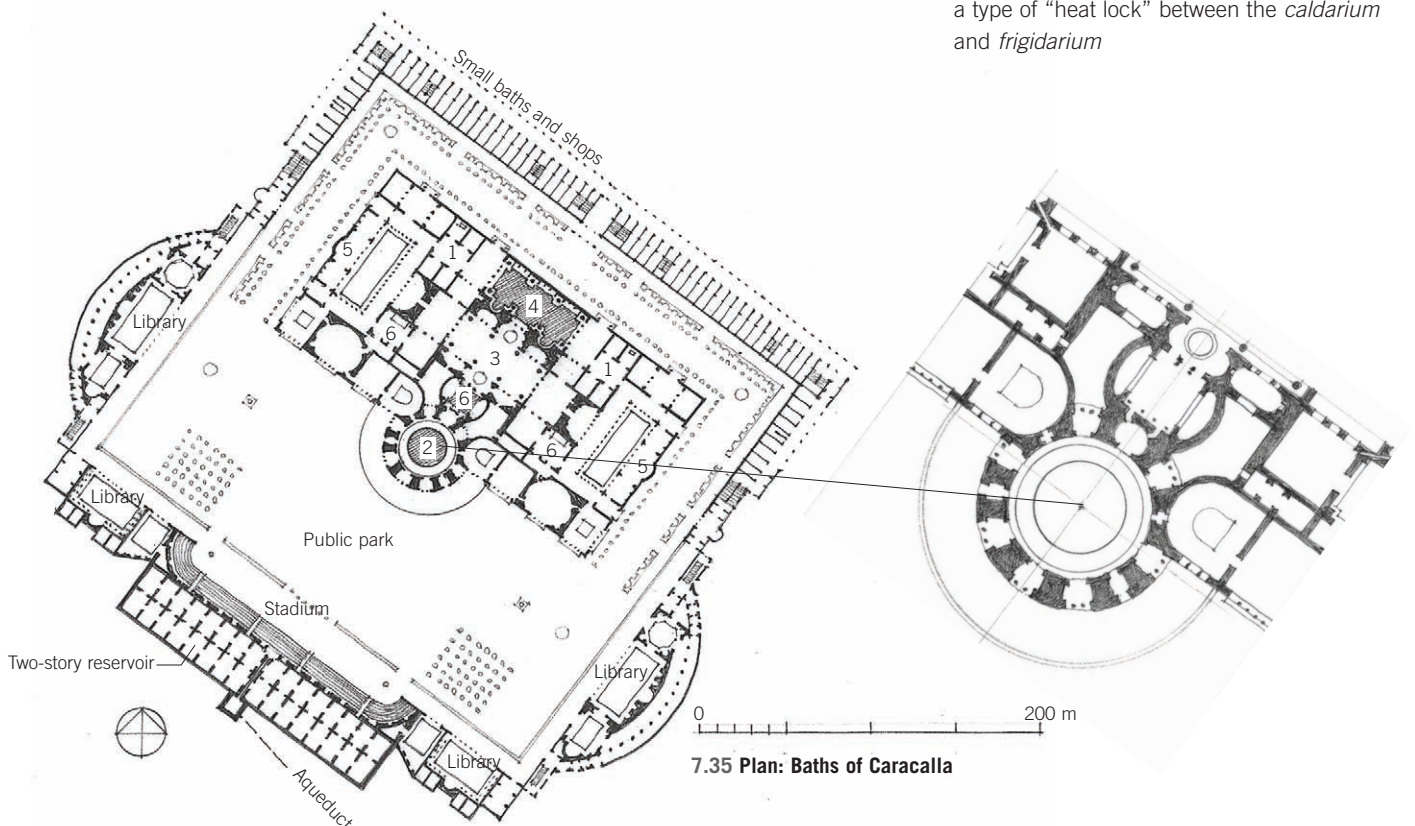 a type of “heat lock” between the caldarium
and frigidarium
Small baths and shops
Library
5
1
4
6
3
1
6
2
6
5
Library
Public park
Stadium
Two-story reservoir
Library
Library
Aqueduct
0 200 m
7.35 Plan: Baths of Caracalla